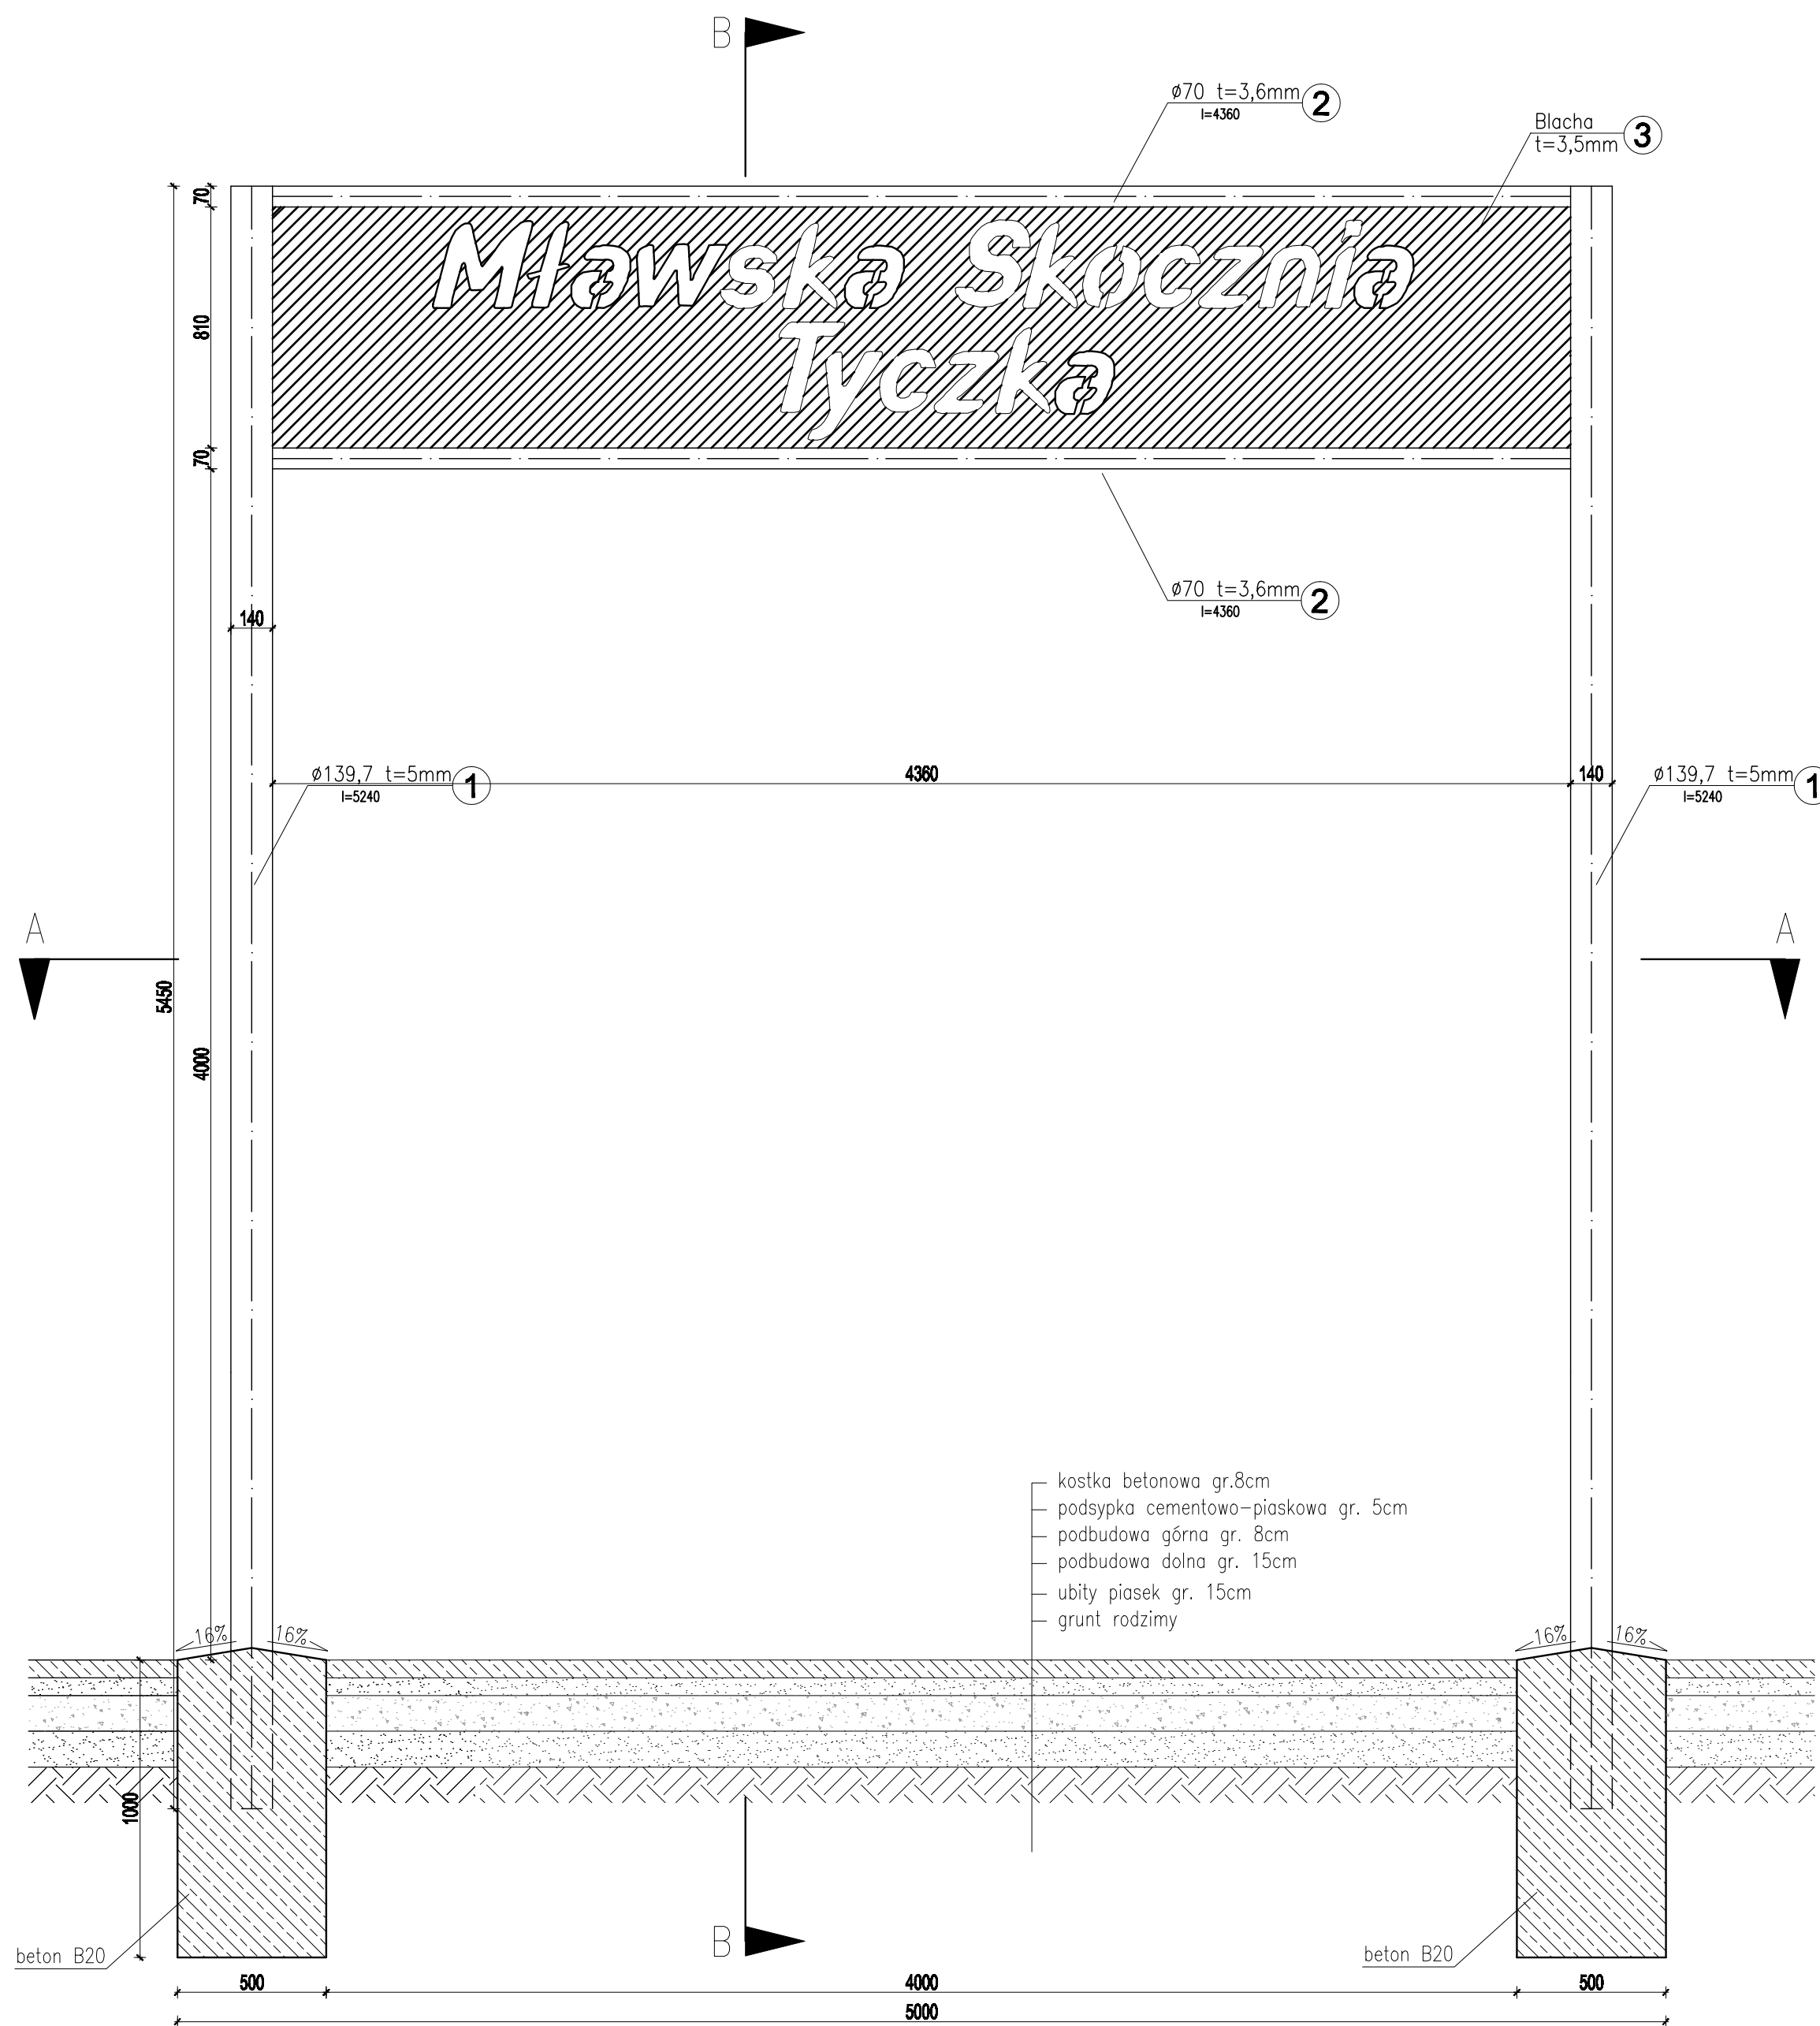 B
ø70 t=3,6mm 2
l=4360
Blacha 3
t=3,5mm
70
Mławska Skocznia
Tyczka
810
70
ø70 t=3,6mm 2
l=4360
140
4360
140
ø139,7 t=5mm 1
l=5240
ø139,7 t=5mm 1
l=5240
A
A
5450
4000
kostka betonowa gr.8cm
podsypka cementowo-piaskowa gr. 5cm
podbudowa górna gr. 8cm
podbudowa dolna gr. 15cm
ubity piasek gr. 15cm
grunt rodzimy
16% 16%
16% 16%
1000
beton B20
B
beton B20
500
4000
500
5000